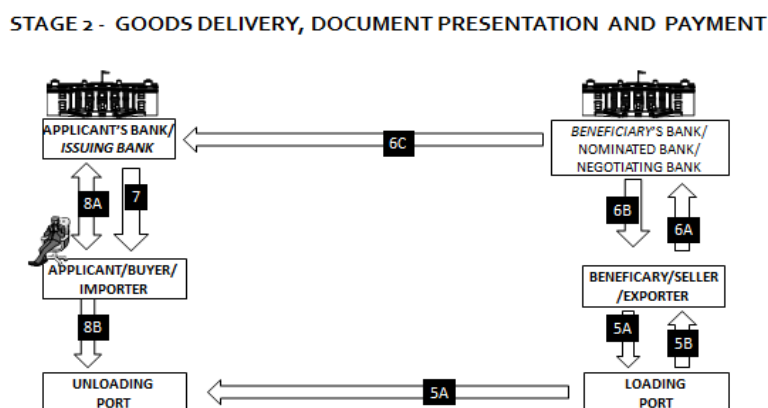 STAGE 2 - GOODS DELIVERY, DOCUMENT PRESENTATION AND PAYMENT
APPLICANT'S BANK/
ISSUING BANK
6C
BENEFICIARY'S BANK/
NOMINATED BANK/
NEGOTIATING BANK
8A
7
6B
6A
APPLICANT/BUYER/
IMPORTER
BENEFICARY/SELLER
/EXPORTER
8B
5A
5B
UNLOADING
PORT
5A
LOADING
PORT